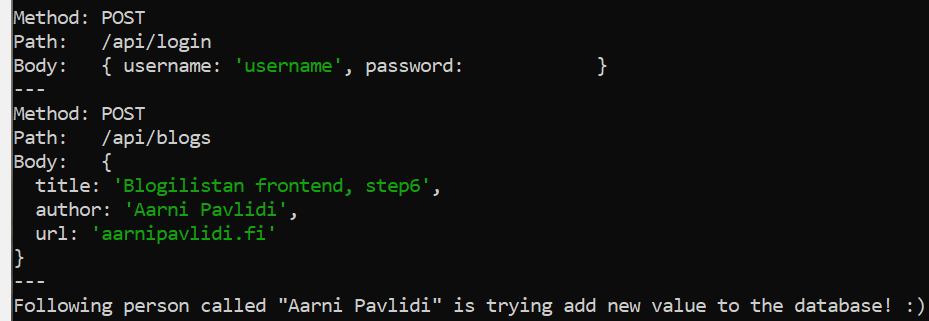 Method: POST
Path:   /api/login
Body:   { username: 'username', password:            }
---
Method: POST
Path:   /api/blogs
Body:   {
  title: 'Blogilistan frontend, step6',
  author: 'Aarni Pavlidi',
  url: 'aarnipavlidi.fi'
}
---
Following person called "Aarni Pavlidi" is trying add new value to the database! :)